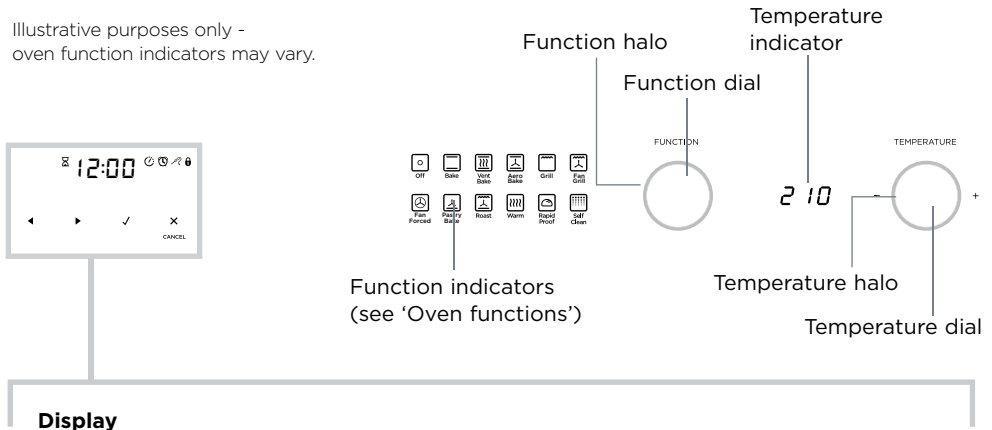 Illustrative purposes only -
oven function indicators may vary.
Function halo
Temperature
indicator
Function dial
FUNCTION
TEMPERATURE
12:00
CANCEL
Off
Bake
Vent
Bake
Aero
Bake
Grill
Fan
Grill
Fan
Forced
Pastry
Bake
Roast
Warm
Rapid
Proof
Self
Clean
210
-
+
Function indicators
(see ‘Oven functions’)
Temperature halo
Temperature dial
Display